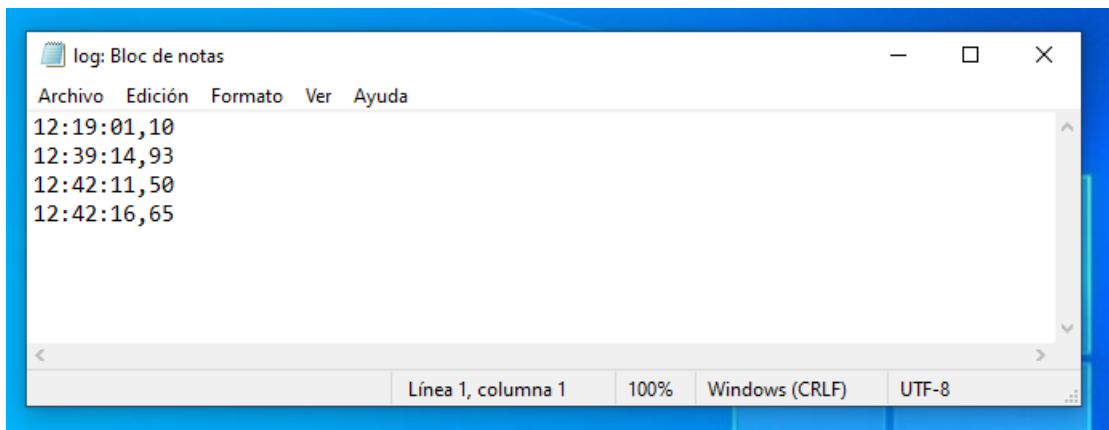 log: Bloc de notas
Archivo Edición Formato Ver Ayuda
12:19:01,10
12:39:14,93
12:42:11,50
12:42:16,65
Línea 1, columna 1 100% Windows (CRLF) UTF-8